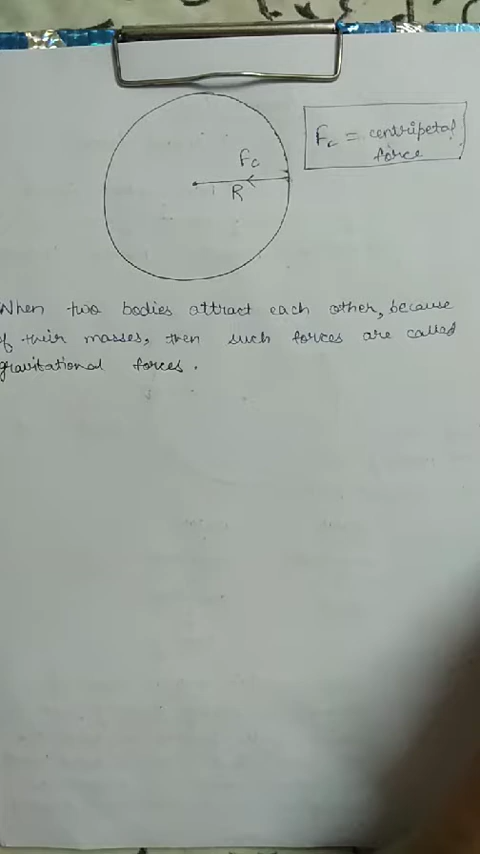 Fc
R
Fc = centripetal
force
When two bodies attract each other, because
of their masses, then such forces are called
gravitational forces.